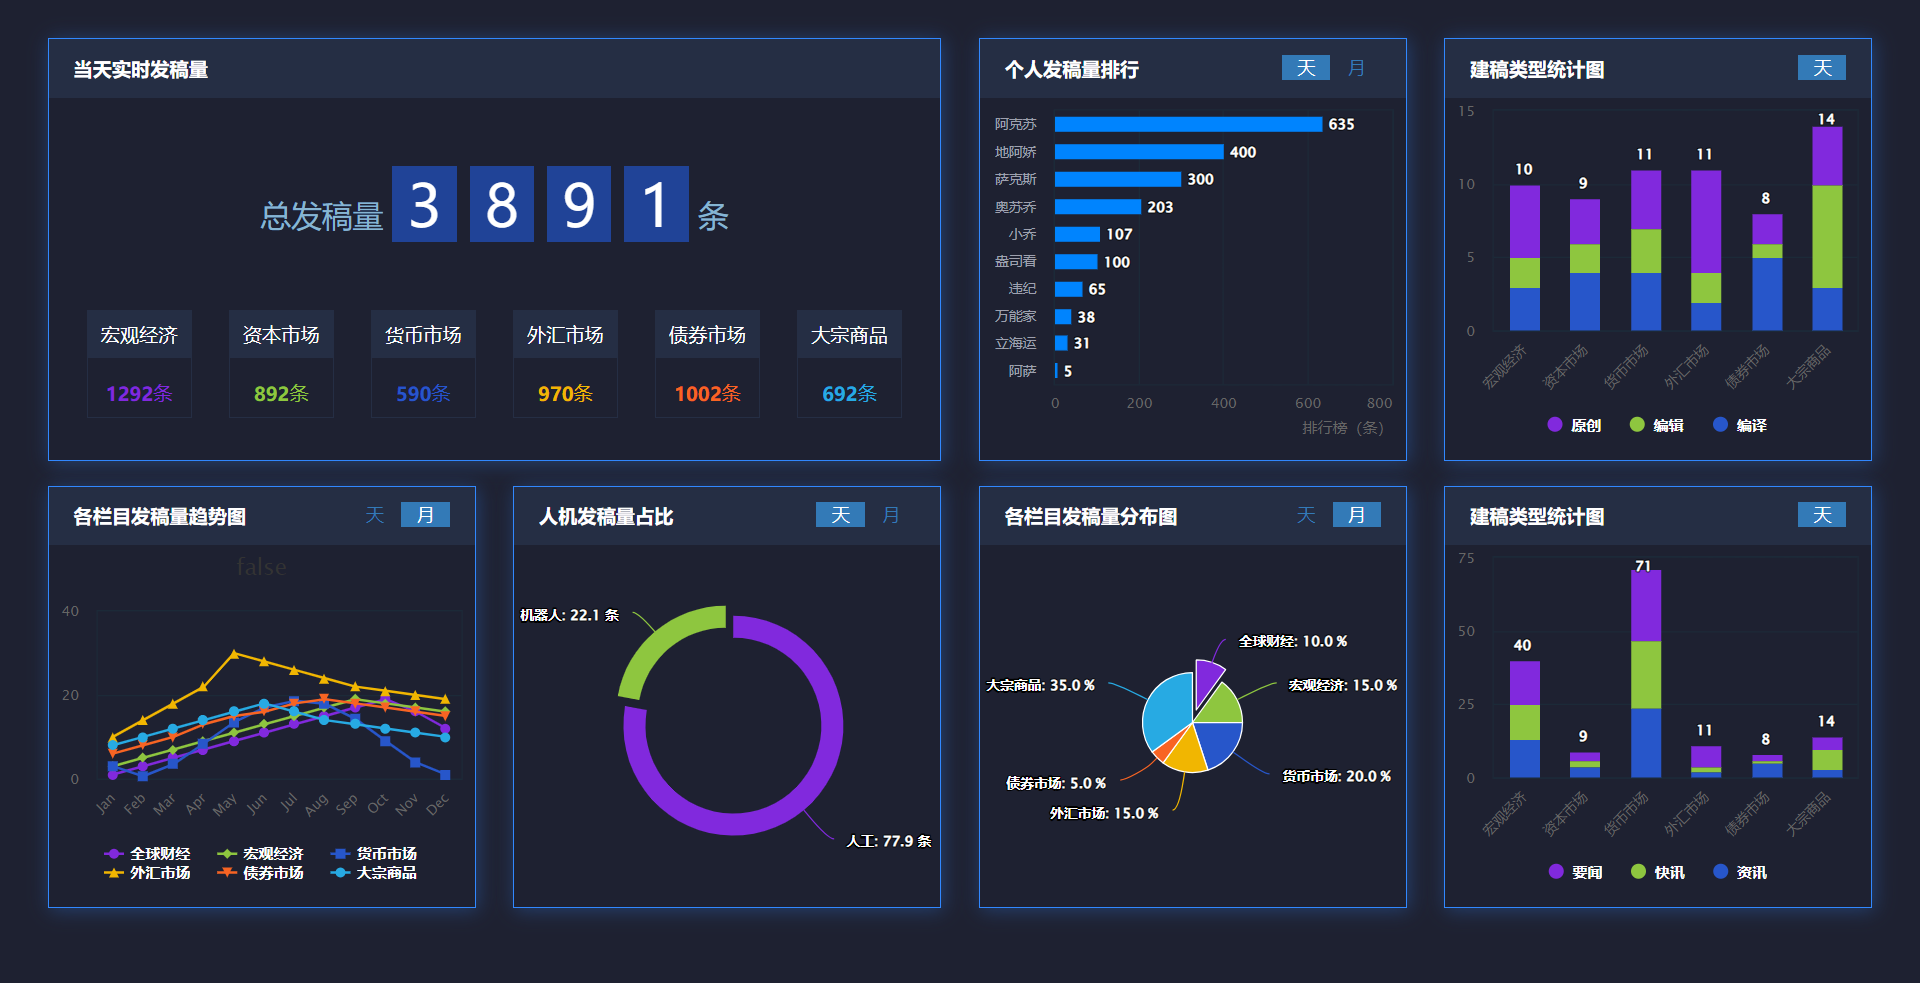 当天实时发稿量
总发稿量 3 8 9 1 条
宏观经济 资本市场 货币市场 外汇市场 债券市场 大宗商品
1292条 892条 590条 970条 1002条 692条
个人发稿量排行 天 月
阿克苏 635
地阿娇 400
萨克斯 300
奥苏乔 203
小乔 107
盎司看 100
违纪 65
万能家 38
立海运 31
阿萨 5
0 200 400 600 800
排行榜（条）
建稿类型统计图 天
15
10
5
0
10 9 11 11 8 14
宏观经济 资本市场 货币市场 外汇市场 债券市场 大宗商品
原创 编辑 编译
各栏目发稿量趋势图 天 月
false
40
20
0
Jan Feb Mar Apr May Jun Jul Aug Sep Oct Nov Dec
全球财经 宏观经济 货币市场
外汇市场 债券市场 大宗商品
人机发稿量占比 天 月
机器人: 22.1 条
人工: 77.9 条
各栏目发稿量分布图 天 月
全球财经: 10.0 %
大宗商品: 35.0 % 宏观经济: 15.0 %
债券市场: 5.0 % 货币市场: 20.0 %
外汇市场: 15.0 %
建稿类型统计图 天
75
50
25
0
40 9 71 11 8 14
宏观经济 资本市场 货币市场 外汇市场 债券市场 大宗商品
要闻 快讯 资讯